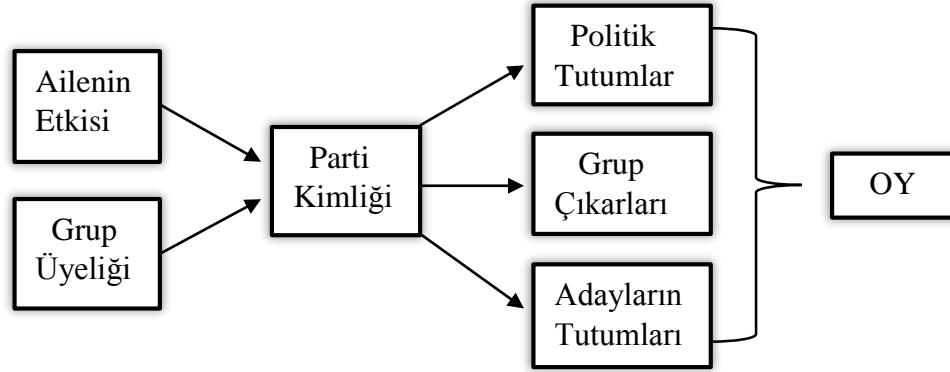 Ailenin
Etkisi
Grup
Üyeliği
Parti
Kimliği
Politik
Tutumlar
Grup
Çıkarları
Adayların
Tutumları
OY